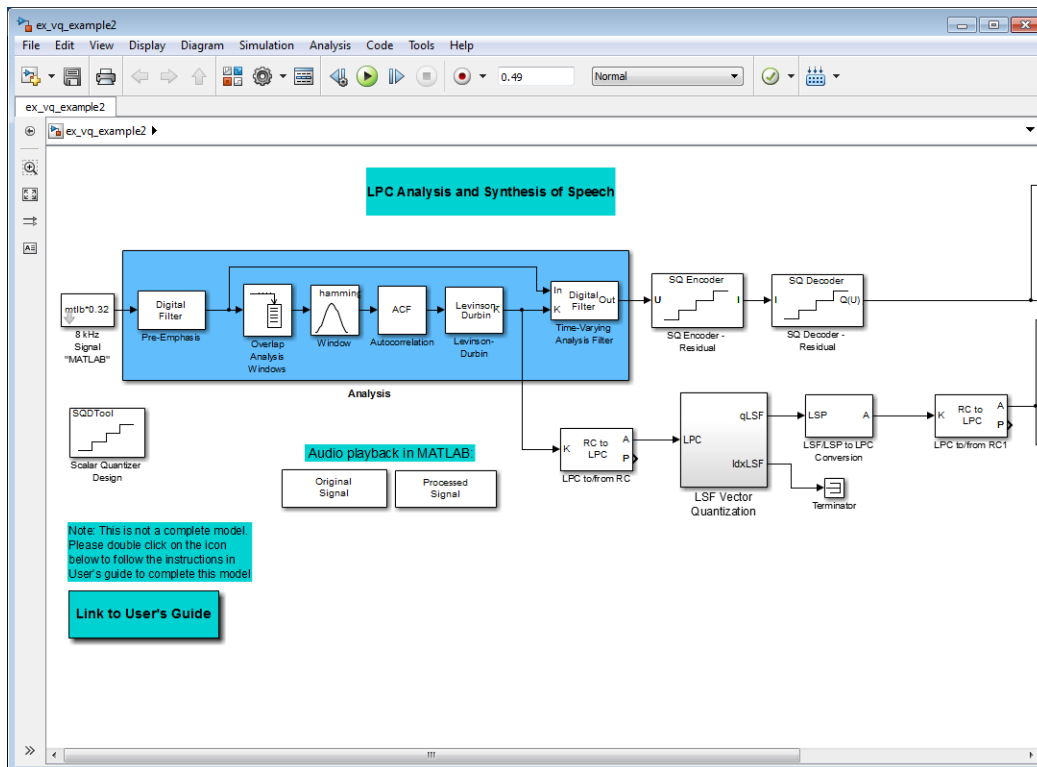 ex_vq_example2
File Edit View Display Diagram Simulation Analysis Code Tools Help
0.49
Normal
ex_vq_example2
ex_vq_example2
LPC Analysis and Synthesis of Speech
mtlb*0.32
8 kHz
Signal
"MATLAB"
Digital
Filter
Pre-Emphasis
Overlap
Analysis
Windows
hamming
Window
ACF
Autocorrelation
Levinson
Durbin
K
Levinson-
Durbin
In
K
Digital
Filter
Out
Time-Varying
Analysis Filter
Analysis
SQ Encoder
U
I
SQ Encoder -
Residual
SQ Decoder
I
Q(U)
SQ Decoder -
Residual
SQDTool
Scalar Quantizer
Design
Audio playback in MATLAB:
Original
Signal
Processed
Signal
K
RC to
LPC
A
P
LPC to/from RC
LPC
qLSF
IdxLSF
LSF Vector
Quantization
LSP
A
LSF/LSP to LPC
Conversion
Terminator
K
RC to
LPC
A
P
LPC to/from RC1
Note: This is not a complete model.
Please double click on the icon
below to follow the instructions in
User's guide to complete this model
Link to User's Guide